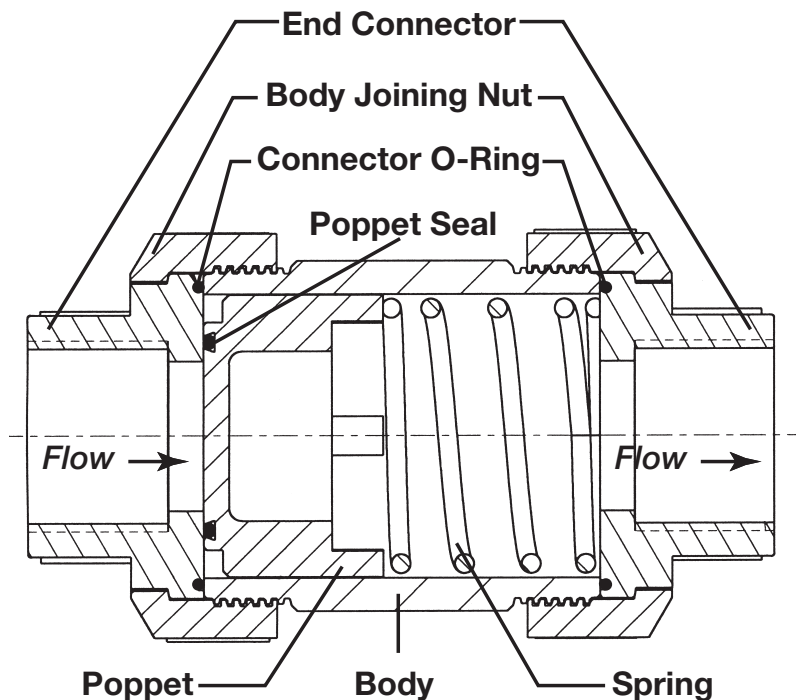 End Connector
Body Joining Nut
Connector O-Ring
Poppet Seal
Flow
Flow
Poppet
Body
Spring